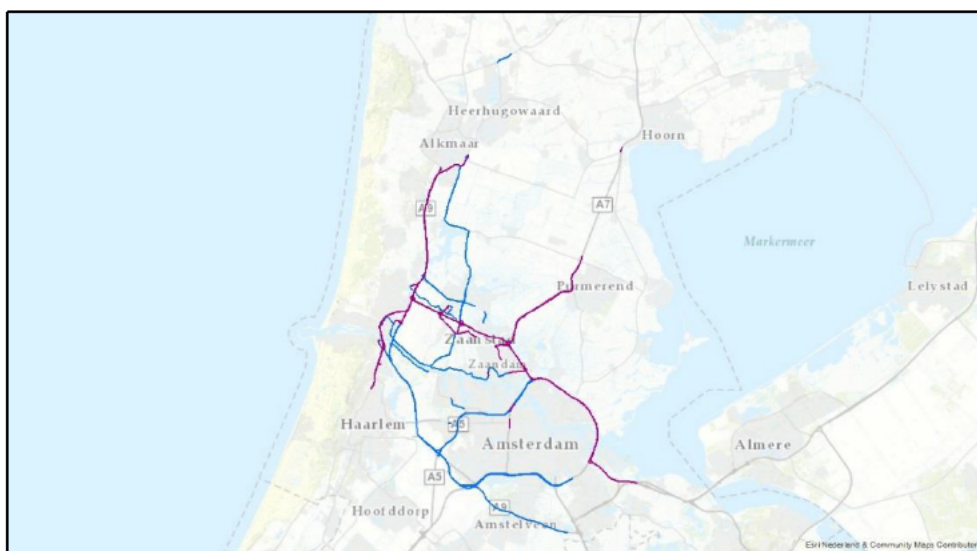 Heerhugowaard
Hoorn
Alkmaar
A9
A7
Markermeer
Purmerend
Lelystad
Zaanstad
Zaandam
Haarlem
A5
Amsterdam
Almere
A5
A9
Hoofddorp
Amstelveen
Esri Nederland & Community Maps Contributor